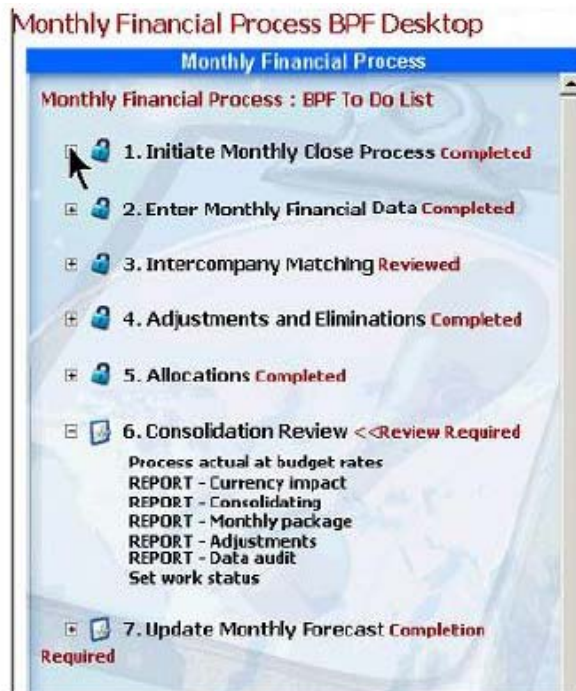 Monthly Financial Process BPF Desktop
Monthly Financial Process
Monthly Financial Process : BPF To Do List
1. Initiate Monthly Close Process Completed
2. Enter Monthly Financial Data Completed
3. Intercompany Matching Reviewed
4. Adjustments and Eliminations Completed
5. Allocations Completed
6. Consolidation Review <<Review Required
Process actual at budget rates
REPORT - Currency impact
REPORT - Consolidating
REPORT - Monthly package
REPORT - Adjustments
REPORT - Data audit
Set work status
7. Update Monthly Forecast Completion
Required